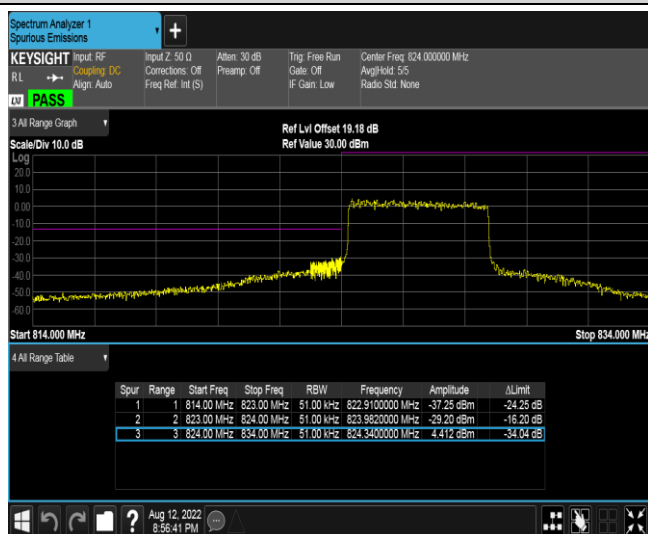 Spectrum Analyzer 1
Spurious Emissions
+
KEYSIGHT Input: RF Input Z: 50 Ω Atten: 30 dB Trig: Free Run Center Freq: 824.000000 MHz
RL Coupling: DC Corrections: Off Preamp: Off Gate: Off Avg|Hold: 5/5
Align: Auto Freq Ref: Int (S) IF Gain: Low Radio Std: None
LXI PASS
3 All Range Graph
Ref Lvl Offset 19.18 dB
Scale/Div 10.0 dB Ref Value 30.00 dBm
Log
20.0
10.0
0.00
-10.0
-20.0
-30.0
-40.0
-50.0
-60.0
Start 814.000 MHz Stop 834.000 MHz
4 All Range Table
Spur Range Start Freq Stop Freq RBW Frequency Amplitude ΔLimit
1 1 814.00 MHz 823.00 MHz 51.00 kHz 822.9100000 MHz -37.25 dBm -24.25 dB
2 2 823.00 MHz 824.00 MHz 51.00 kHz 823.9820000 MHz -29.20 dBm -16.20 dB
3 3 824.00 MHz 834.00 MHz 51.00 kHz 824.3400000 MHz 4.412 dBm -34.04 dB
? Aug 12, 2022
8:56:41 PM